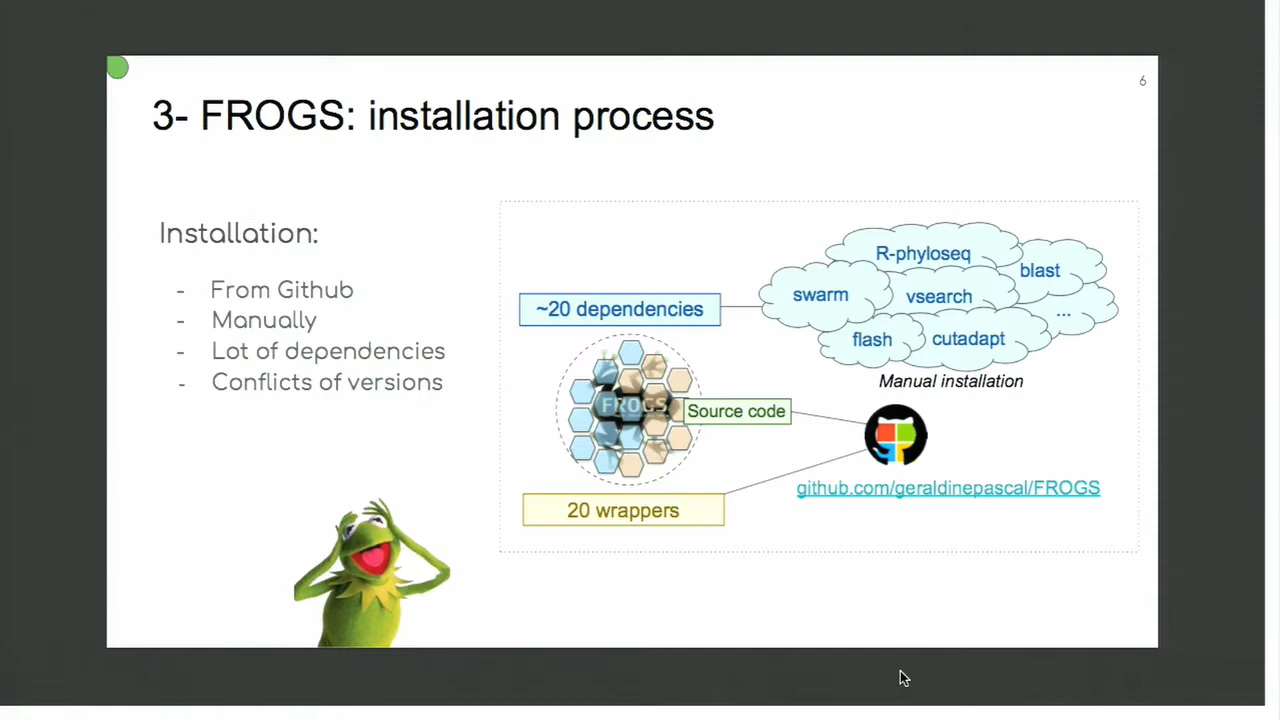 6
3- FROGS: installation process
Installation:
- From Github
- Manually
- Lot of dependencies
- Conflicts of versions
R-phyloseq
blast
swarm
vsearch
...
flash
cutadapt
~20 dependencies
Manual installation
FROGS
Source code
github.com/geraldinepascal/FROGS
20 wrappers